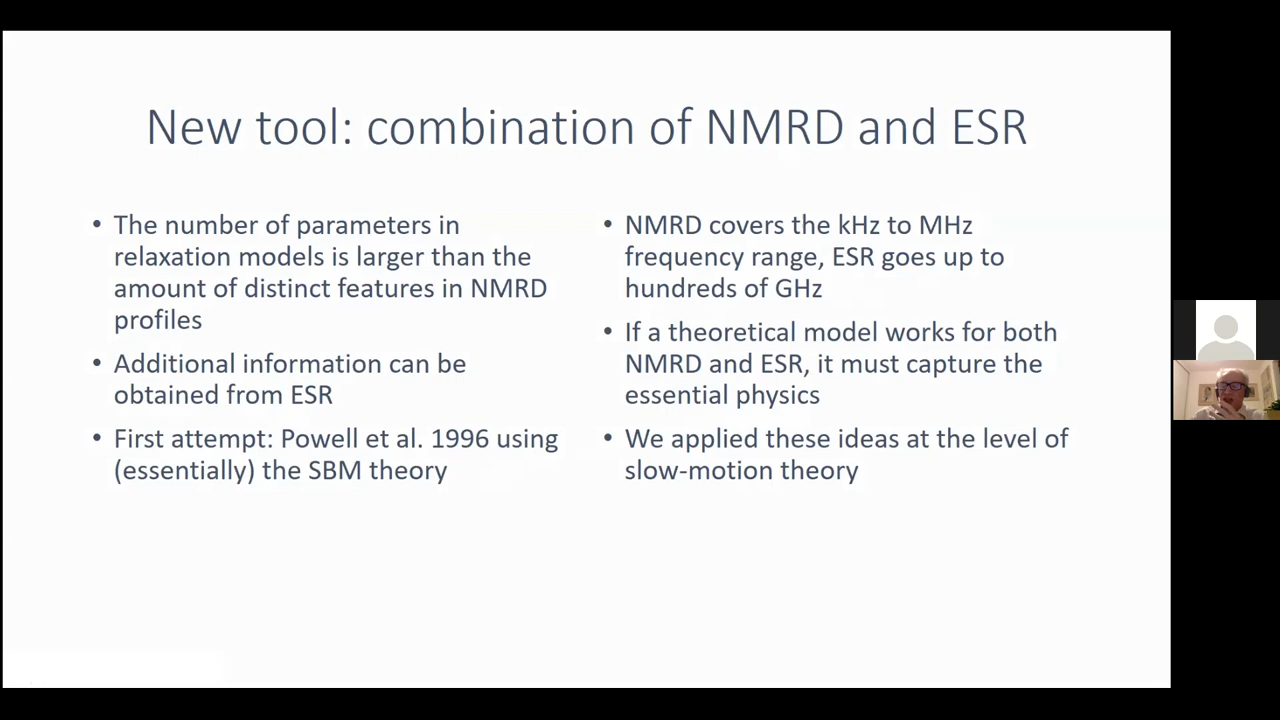 New tool: combination of NMRD and ESR
• The number of parameters in
relaxation models is larger than the
amount of distinct features in NMRD
profiles
• Additional information can be
obtained from ESR
• First attempt: Powell et al. 1996 using
(essentially) the SBM theory
• NMRD covers the kHz to MHz
frequency range, ESR goes up to
hundreds of GHz
• If a theoretical model works for both
NMRD and ESR, it must capture the
essential physics
• We applied these ideas at the level of
slow-motion theory